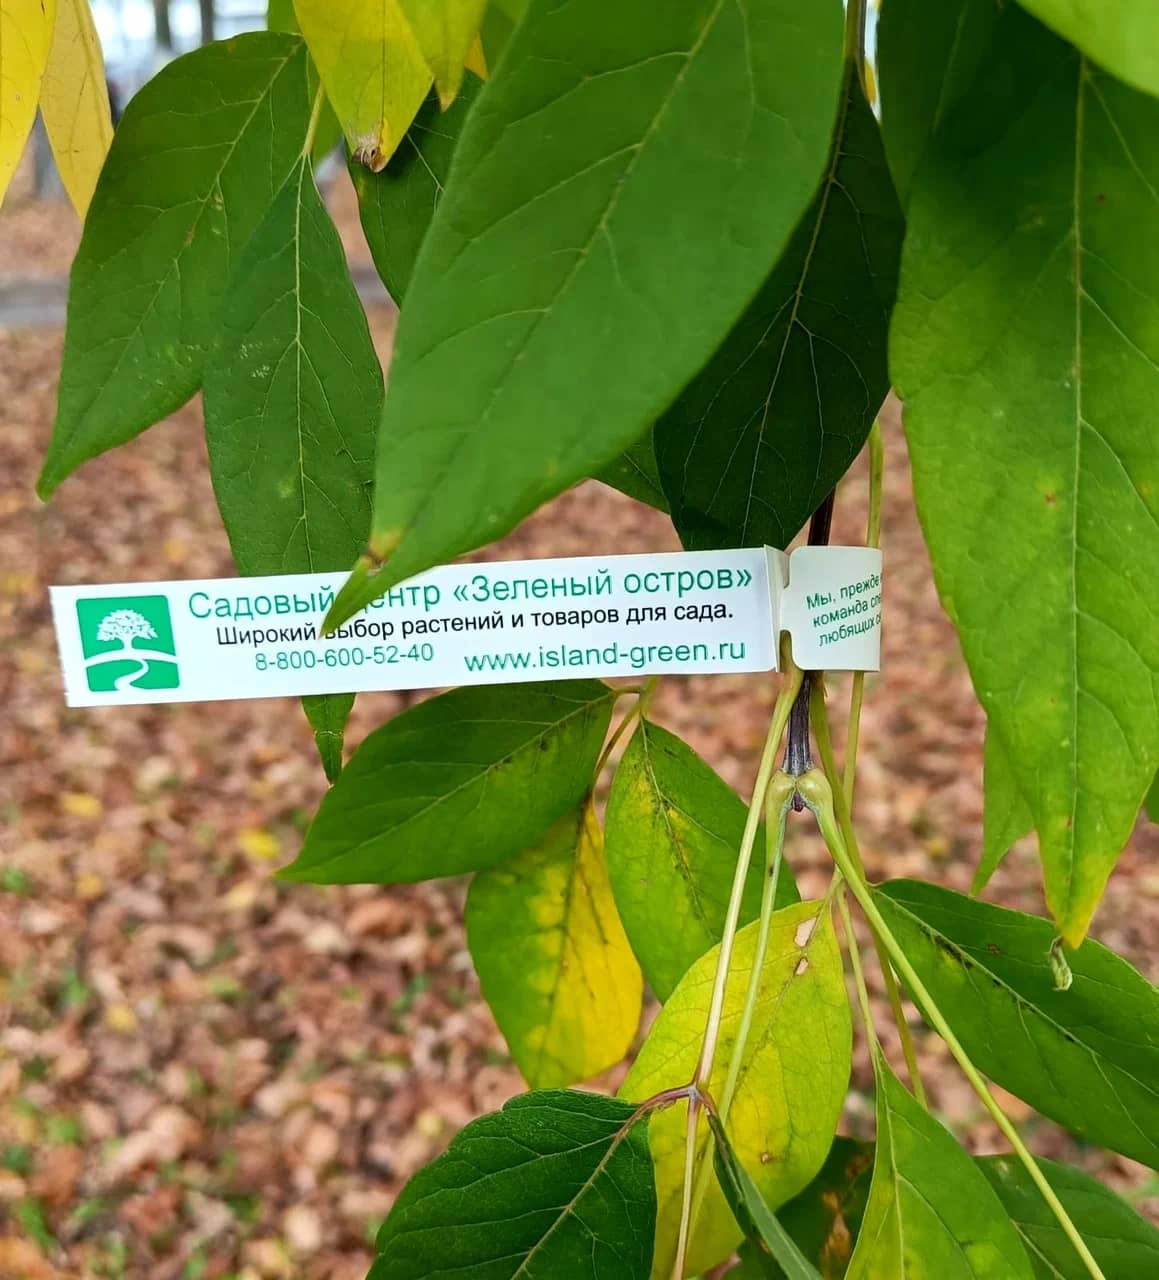 Садовый центр «Зеленый остров»
Широкий выбор растений и товаров для сада.
8-800-600-52-40 www.island-green.ru
Мы, прежде
команда
любящих